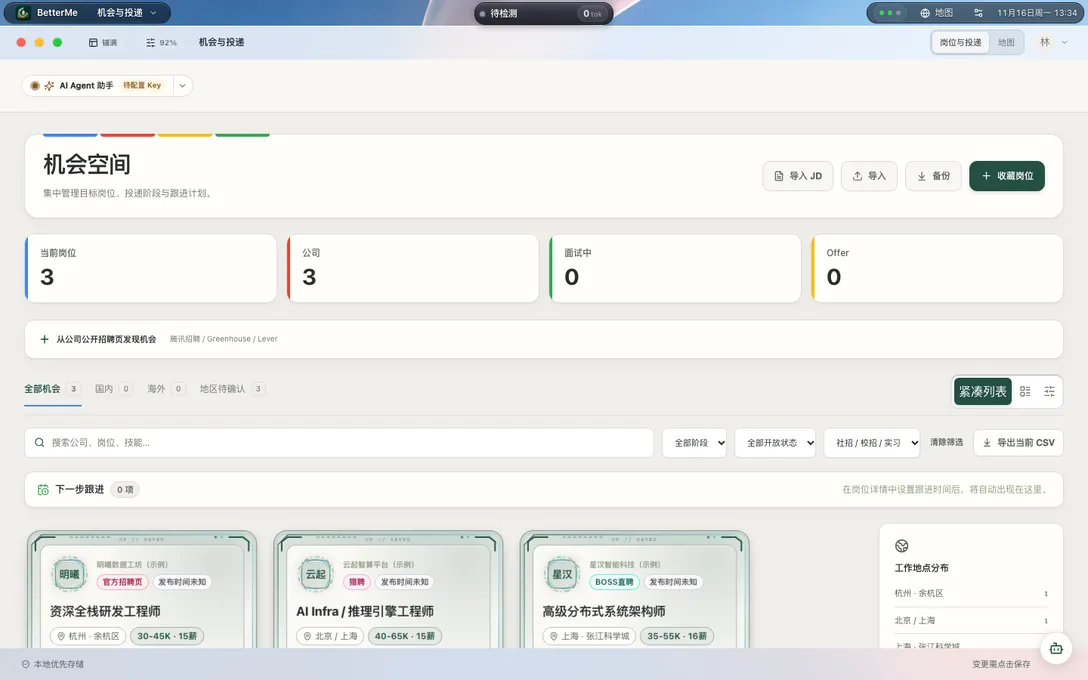 BetterMe 机会与投递
待检测 0 tok
地图 11月16日周一 13:34
铺满 92% 机会与投递
岗位与投递 地图 林
AI Agent 助手 待配置 Key
机会空间
集中管理目标岗位、投递阶段与跟进计划。
导入 JD 导入 备份 + 收藏岗位
当前岗位
3
公司
3
面试中
0
Offer
0
+ 从公司公开招聘页发现机会 腾讯招聘 / Greenhouse / Lever
全部机会 3 国内 0 海外 0 地区待确认 3
紧凑列表
搜索公司、岗位、技能...
全部阶段 全部开放状态 社招 / 校招 / 实习 清除筛选 导出当前 CSV
下一步跟进 0 项
在岗位详情中设置跟进时间后，将自动出现在这里。
明曦
明曦数据工坊（示例）
官方招聘页 发布时间未知
资深全栈研发工程师
杭州 · 余杭区 30-45K · 15薪
云起
云起智算平台（示例）
猎聘 发布时间未知
AI Infra / 推理引擎工程师
北京 / 上海 40-65K · 15薪
星汉
星汉智能科技（示例）
BOSS直聘 发布时间未知
高级分布式系统架构师
上海 · 张江科学城 35-55K · 16薪
工作地点分布
杭州 · 余杭区 1
北京 / 上海 1
上海 · 张江科学城
本地优先存储
变更需点击保存